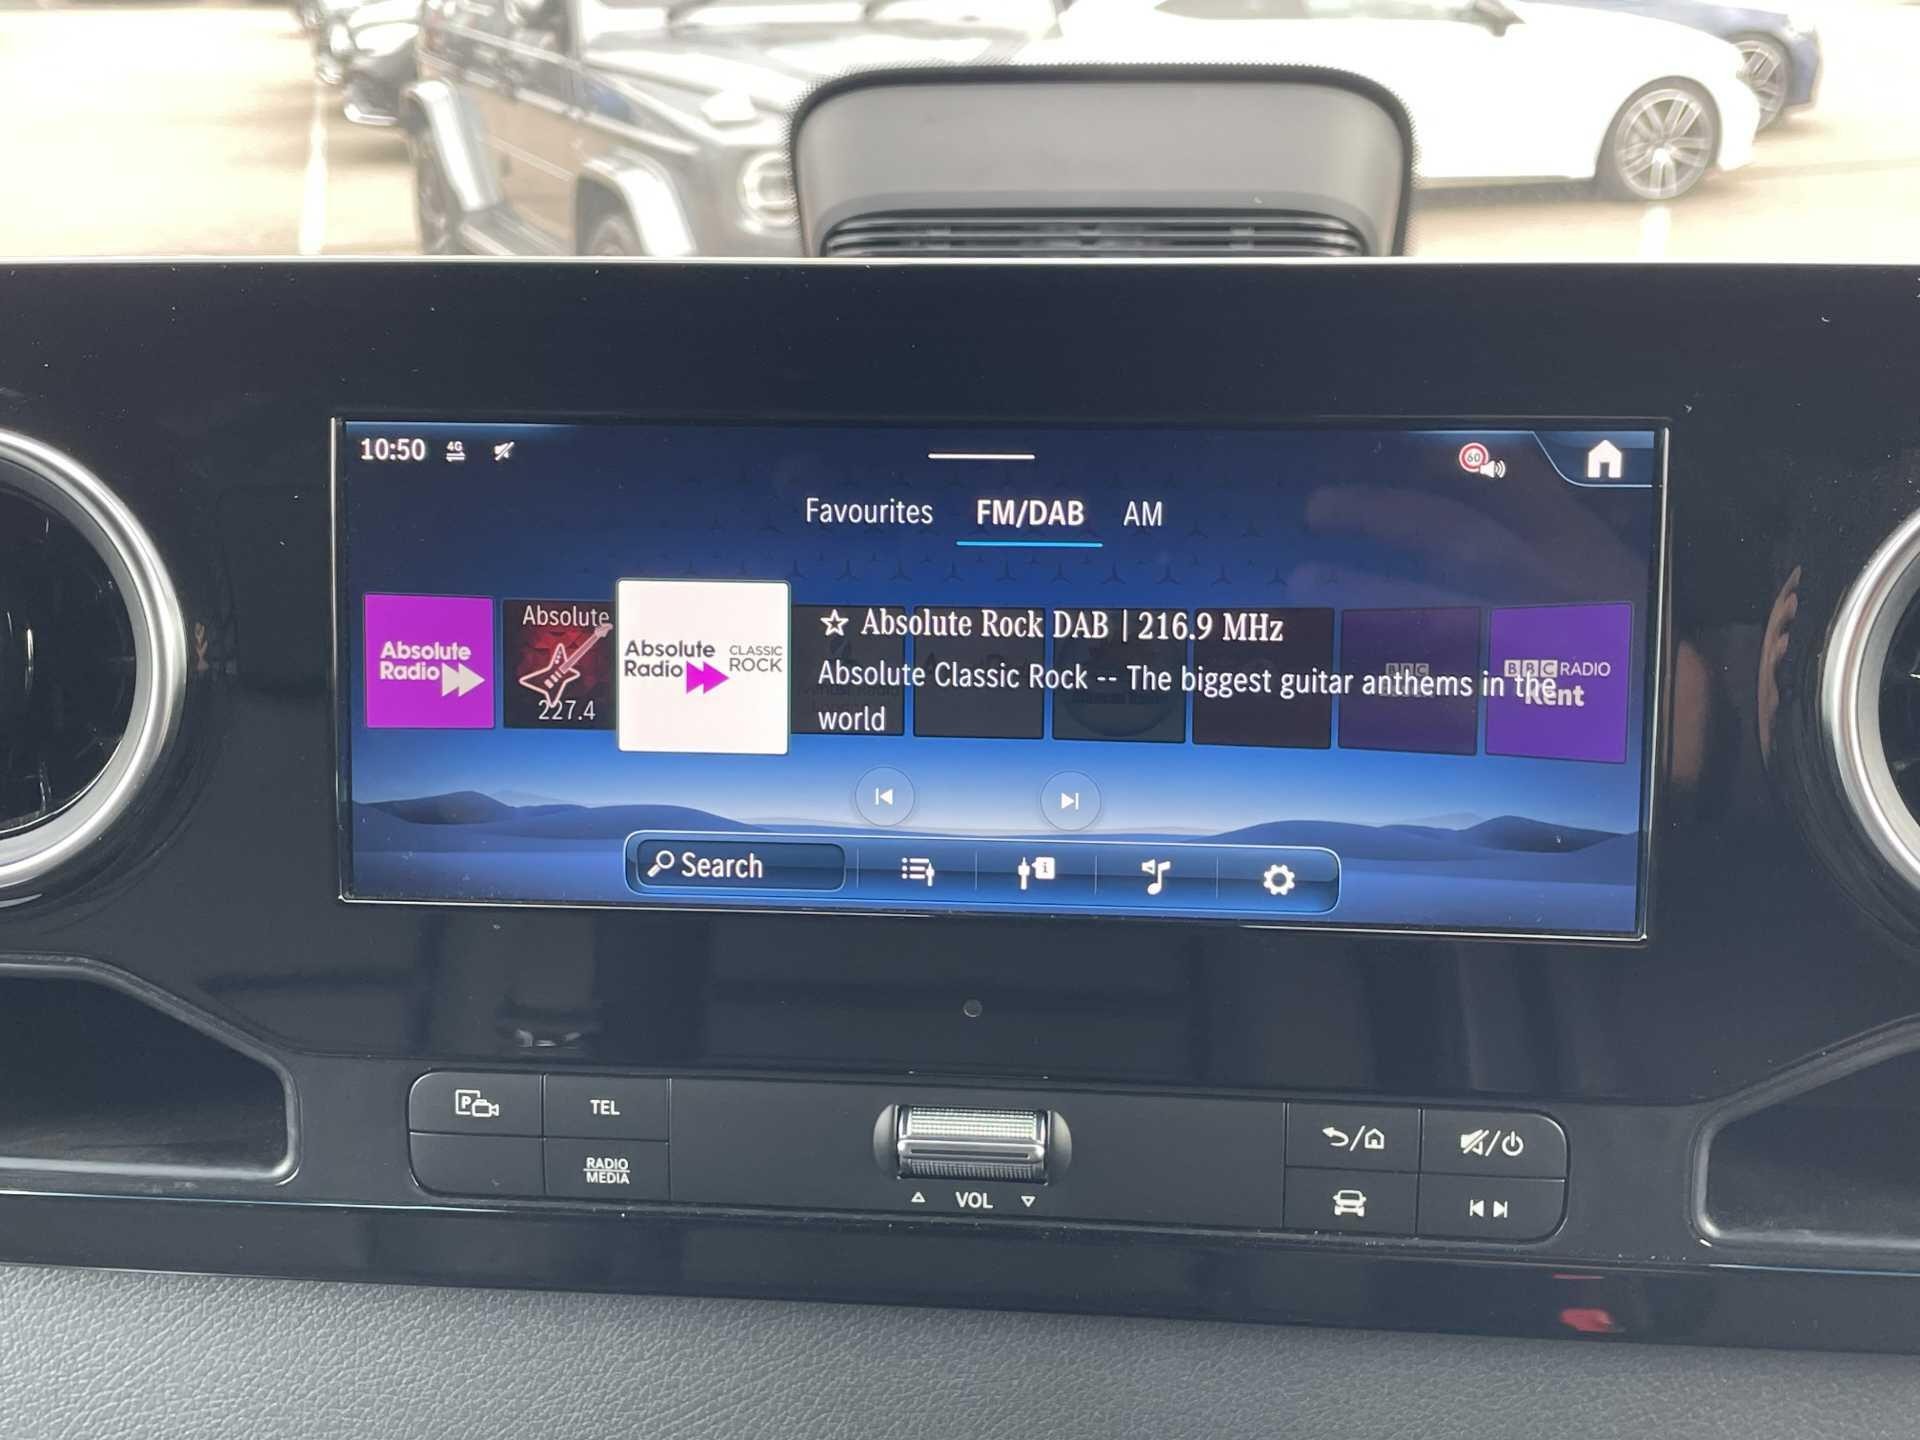 10:50 4G
60
Favourites FM/DAB AM
Absolute
Radio
Absolute
227.4
Absolute
Radio
CLASSIC
ROCK
☆ Absolute Rock DAB | 216.9 MHz
Absolute Classic Rock -- The biggest guitar anthems in the
world
BBC
BBC RADIO
Kent
Search
i
P
TEL
RADIO
MEDIA
VOL